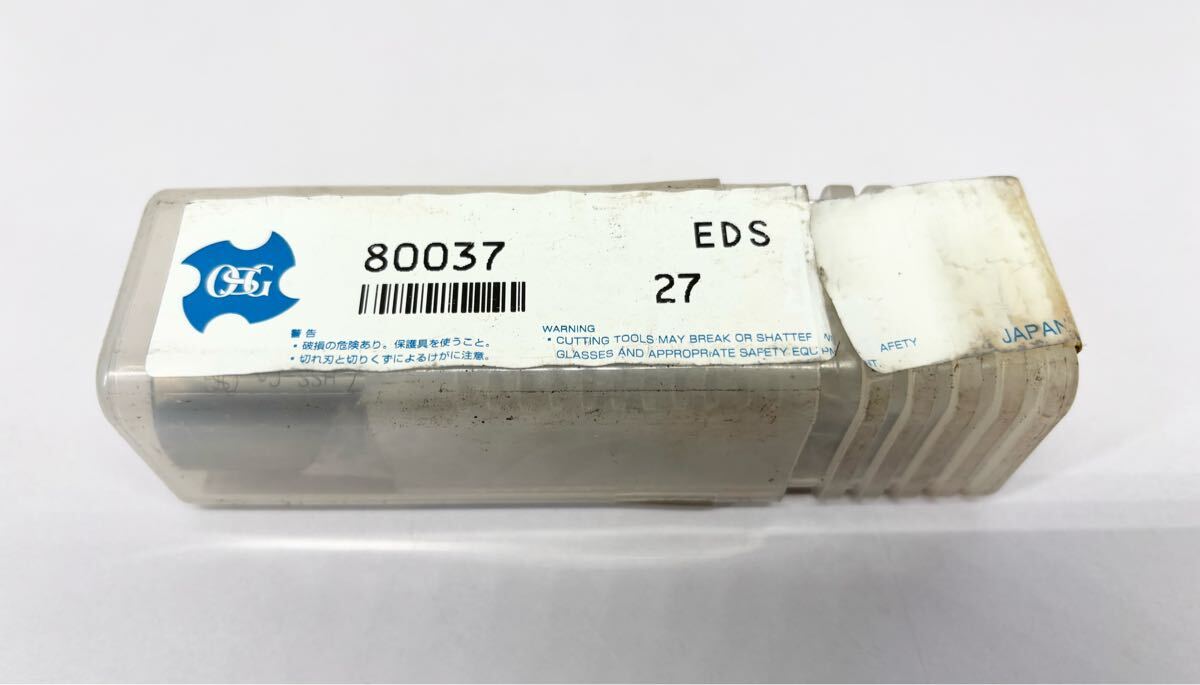 OSG
80037
EDS
27
警告
・破損の危険あり。保護具を使うこと。
・切れ刃と切りくずによるけがに注意。
WARNING
・CUTTING TOOLS MAY BREAK OR SHATTER
GLASSES AND APPROPRIATE SAFETY EQUIPM
AFETY
JAPAN